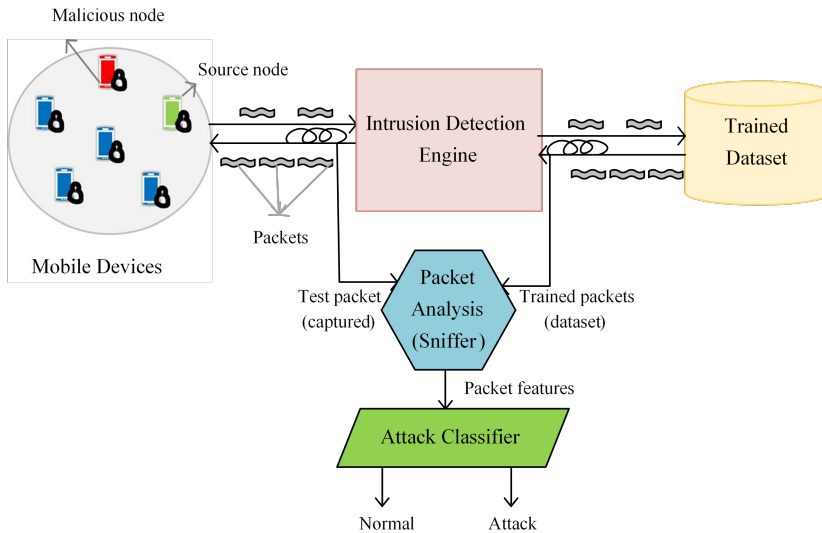 Malicious node
Source node
Mobile Devices
Packets
Intrusion Detection
Engine
Trained
Dataset
Test packet
(captured)
Packet
Analysis
(Sniffer)
Trained packets
(dataset)
Packet features
Attack Classifier
Normal
Attack